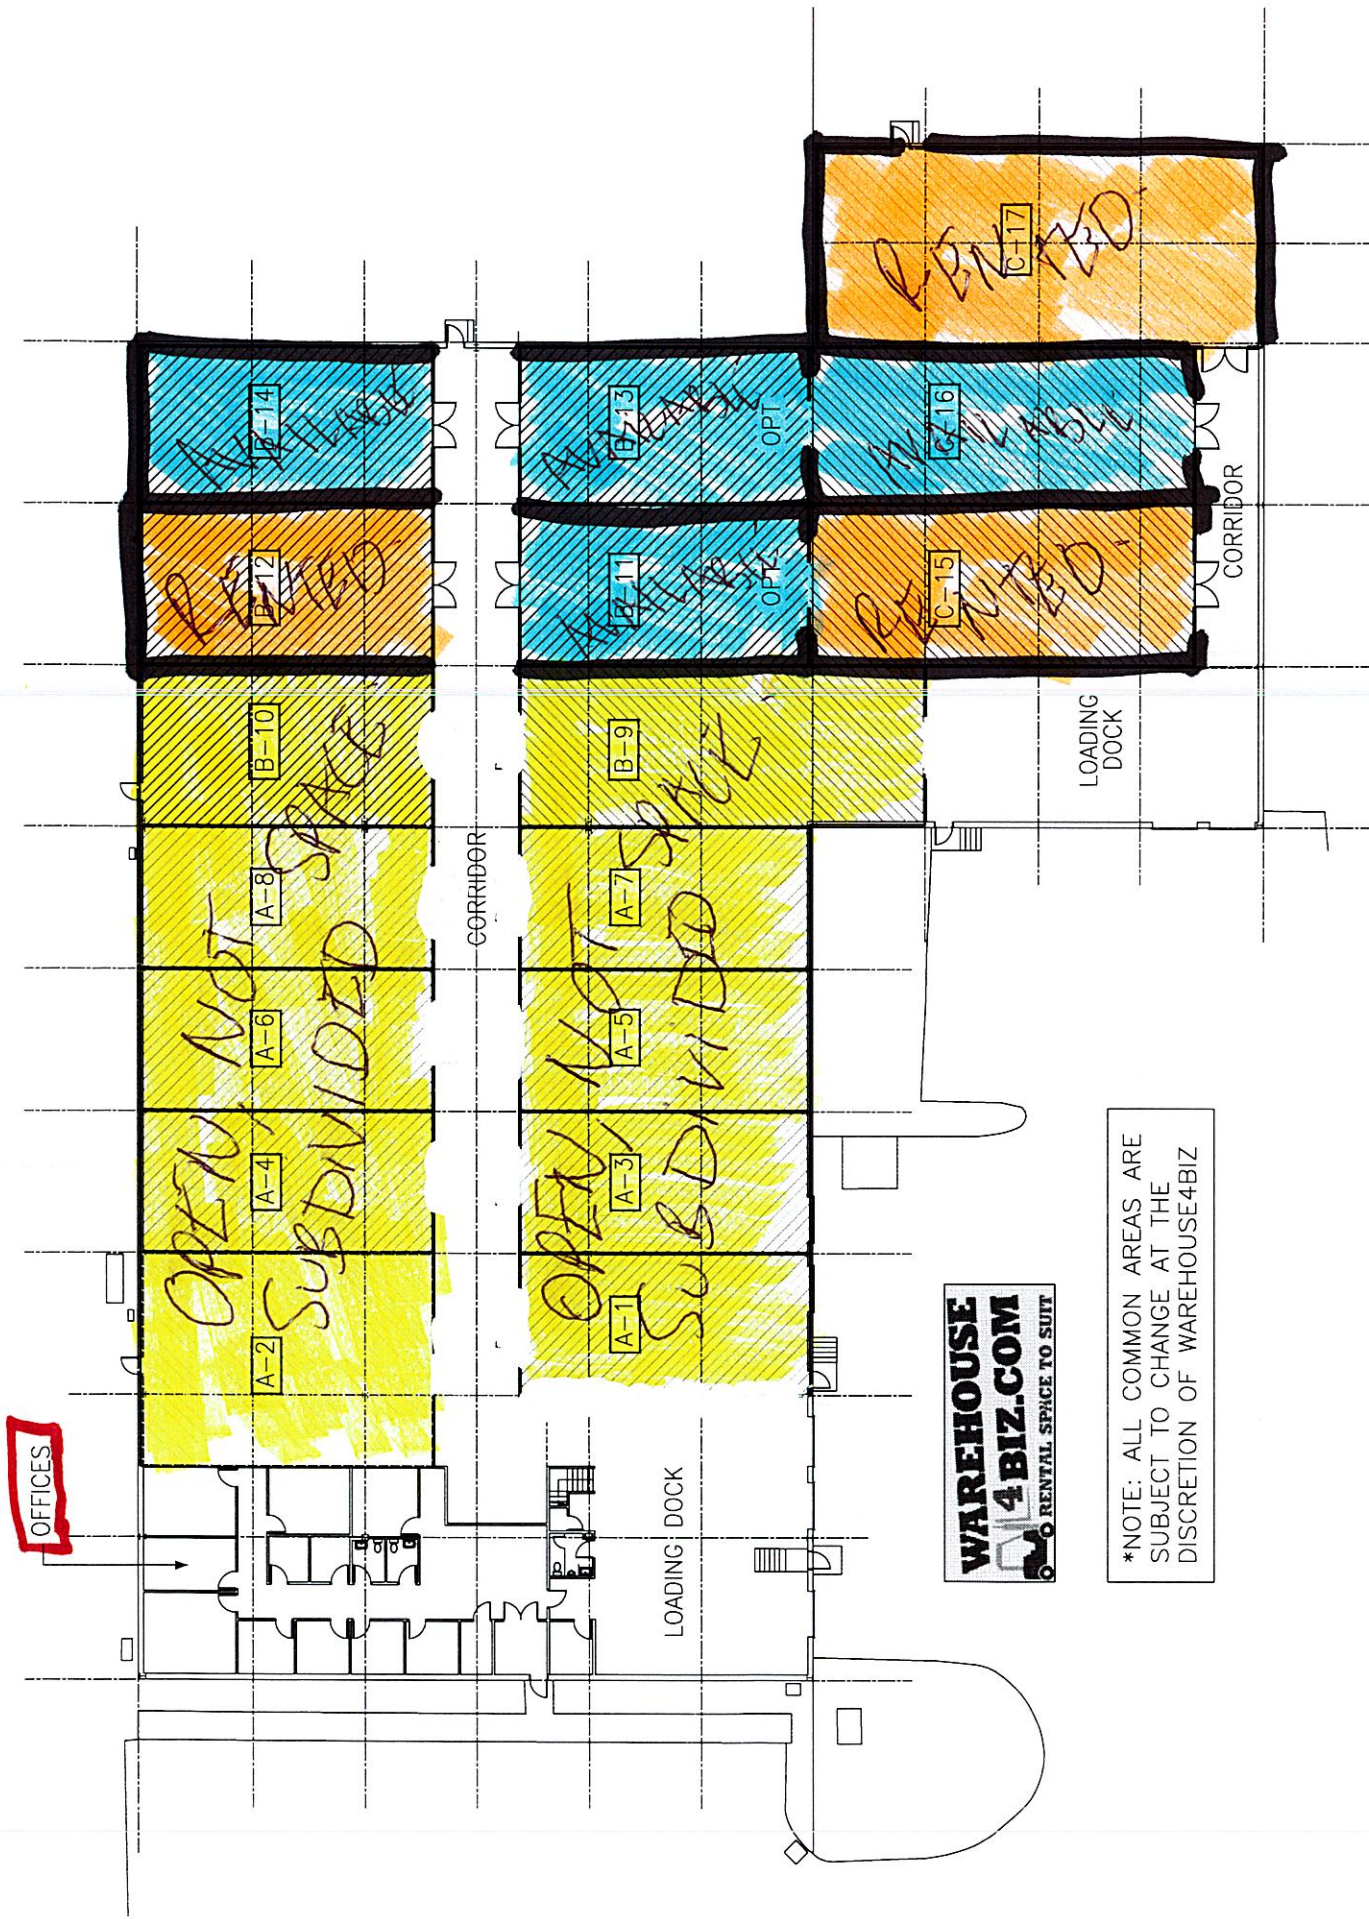 OFFICES
B-14
AVAILABLE
B-12
RENTED
B-10
A-8
A-6
A-4
A-2
OPEN, NOT
SUBDIVIDED SPACE
CORRIDOR
B-13
AVAILABLE
OPT
B-11
AVAILABLE
OPT-
B-9
A-7
A-5
A-3
A-1
OPEN, NOT
SUBDIVIDED SPACE
LOADING DOCK
C-17
RENTED
C-16
AVAILABLE
C-15
RENTED
CORRIDOR
LOADING
DOCK
WAREHOUSE
4BIZ.COM
RENTAL SPACE TO SUIT
*NOTE: ALL COMMON AREAS ARE
SUBJECT TO CHANGE AT THE
DISCRETION OF WAREHOUSE4BIZ